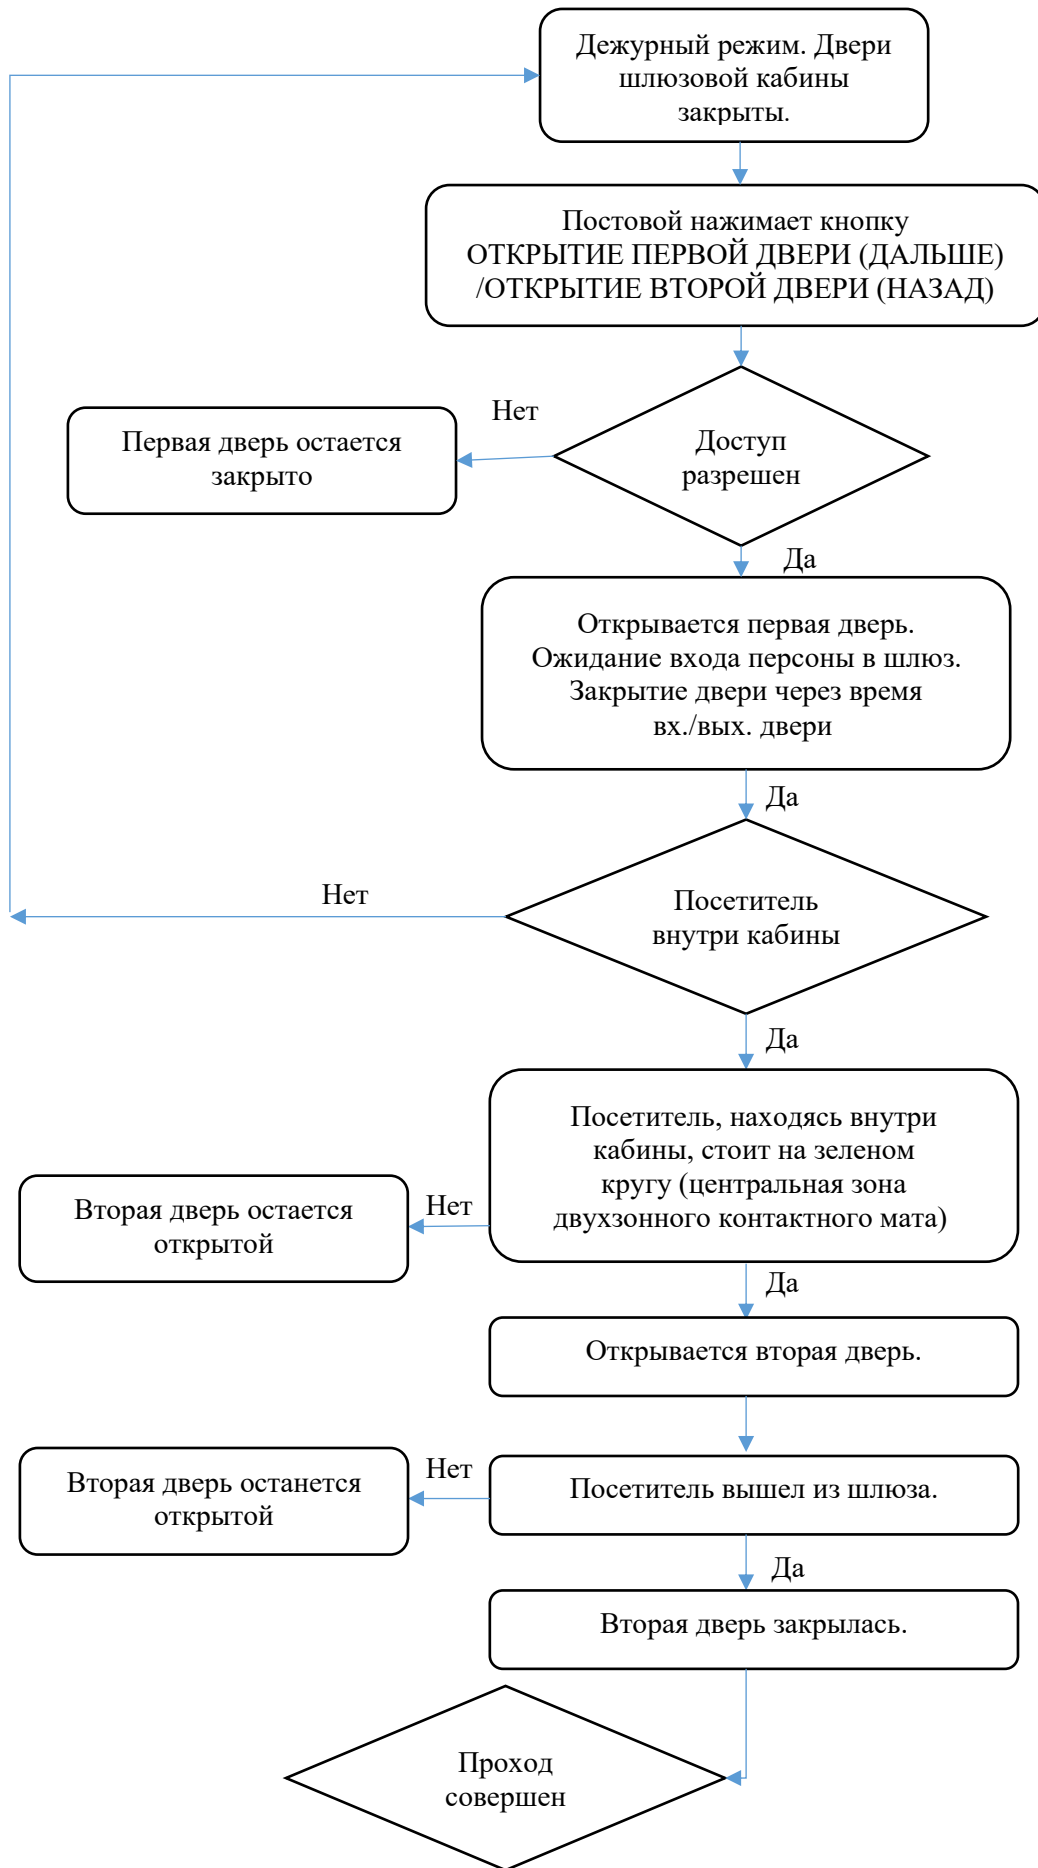 Дежурный режим. Двери
шлюзовой кабины
закрыты.
Постовой нажимает кнопку
ОТКРЫТИЕ ПЕРВОЙ ДВЕРИ (ДАЛЬШЕ)
/ОТКРЫТИЕ ВТОРОЙ ДВЕРИ (НАЗАД)
Нет
Первая дверь остается
закрыто
Доступ
разрешен
Да
Открывается первая дверь.
Ожидание входа персоны в шлюз.
Закрытие двери через время
вх./вых. двери
Да
Нет
Посетитель
внутри кабины
Да
Посетитель, находясь внутри
кабины, стоит на зеленом
кругу (центральная зона
двухзонного контактного мата)
Нет
Вторая дверь остается
открытой
Да
Открывается вторая дверь.
Нет
Вторая дверь останется
открытой
Посетитель вышел из шлюза.
Да
Вторая дверь закрылась.
Проход
совершен